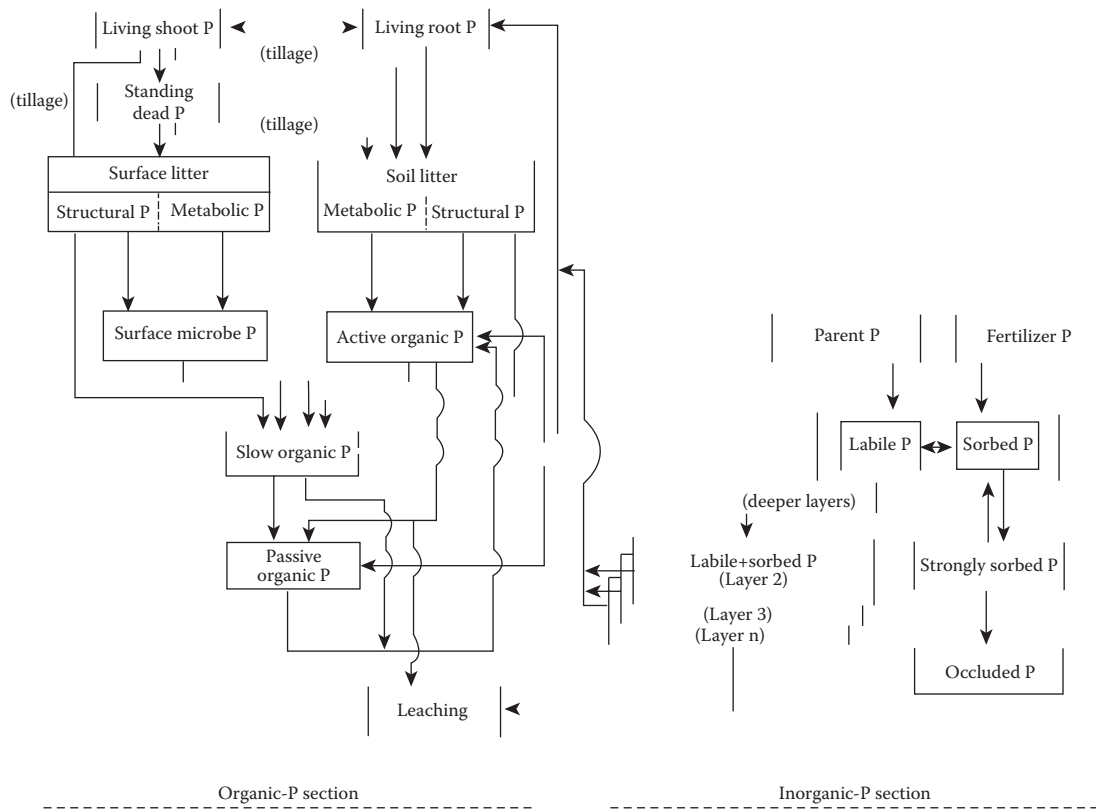 Living shoot P
Living root P
(tillage)
(tillage)
Standing
dead P
(tillage)
Surface litter
Structural P
Metabolic P
Soil litter
Metabolic P
Structural P
Surface microbe P
Active organic P
Slow organic P
Passive
organic P
Leaching
Parent P
Fertilizer P
Labile P
Sorbed P
(deeper layers)
Labile+sorbed P
(Layer 2)
(Layer 3)
(Layer n)
Strongly sorbed P
Occluded P
Organic-P section
Inorganic-P section